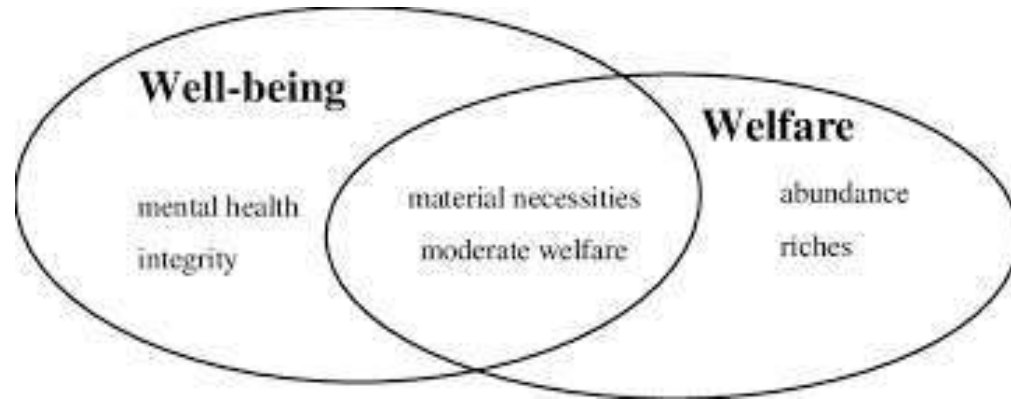 Well-being
Welfare
mental health
integrity
material necessities
moderate welfare
abundance
riches